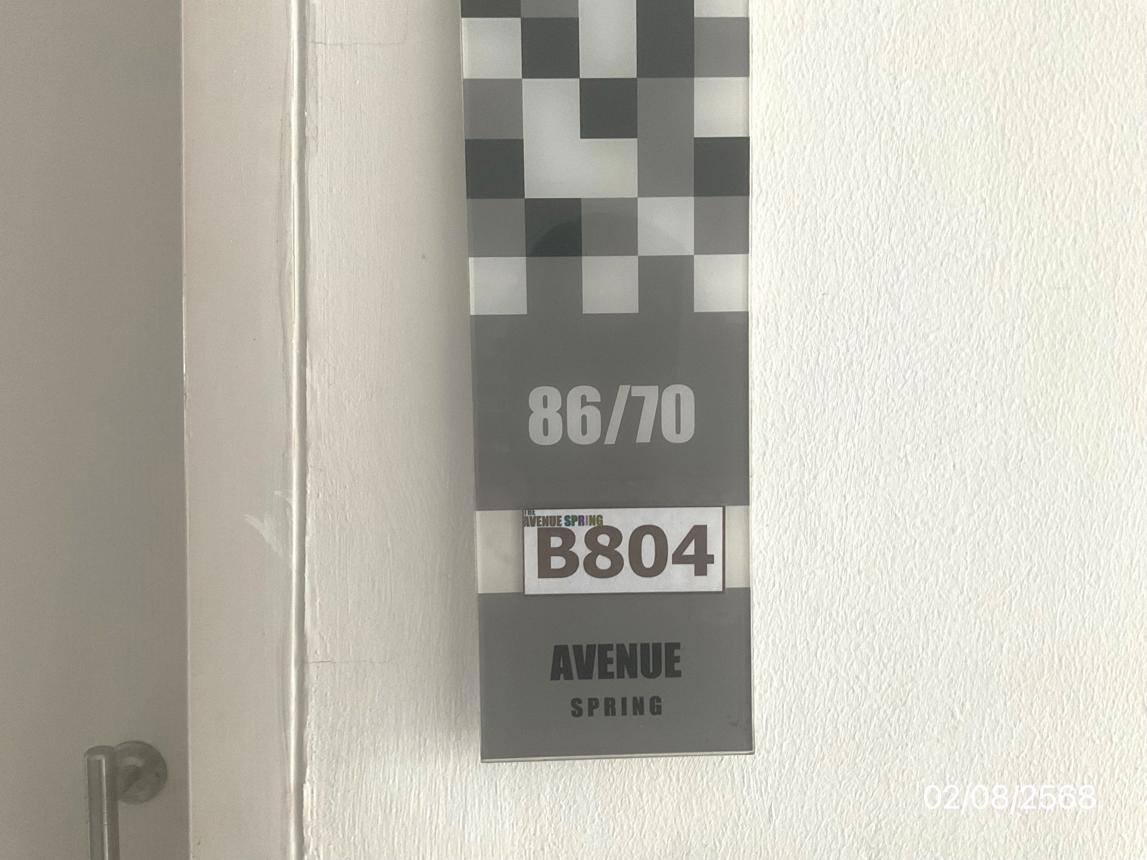 86/70
THE
AVENUE SPRING
B804
AVENUE
SPRING
02/08/2568